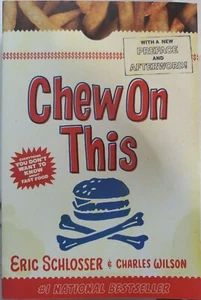 WITH A NEW
PREFACE
AND
AFTERWORD!
Chew On
This
EVERYTHING
YOU DON'T
WANT TO
KNOW
ABOUT
FAST FOOD
ERIC SCHLOSSER & CHARLES WILSON
#1 NATIONAL BESTSELLER